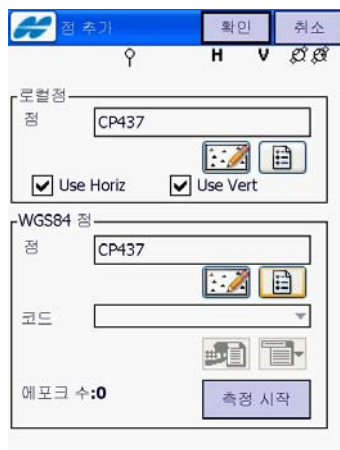 점 추가 확인 취소
H V
로컬점
점 CP437
Use Horiz Use Vert
WGS84 점
점 CP437
코드
에포크 수:0 측정 시작